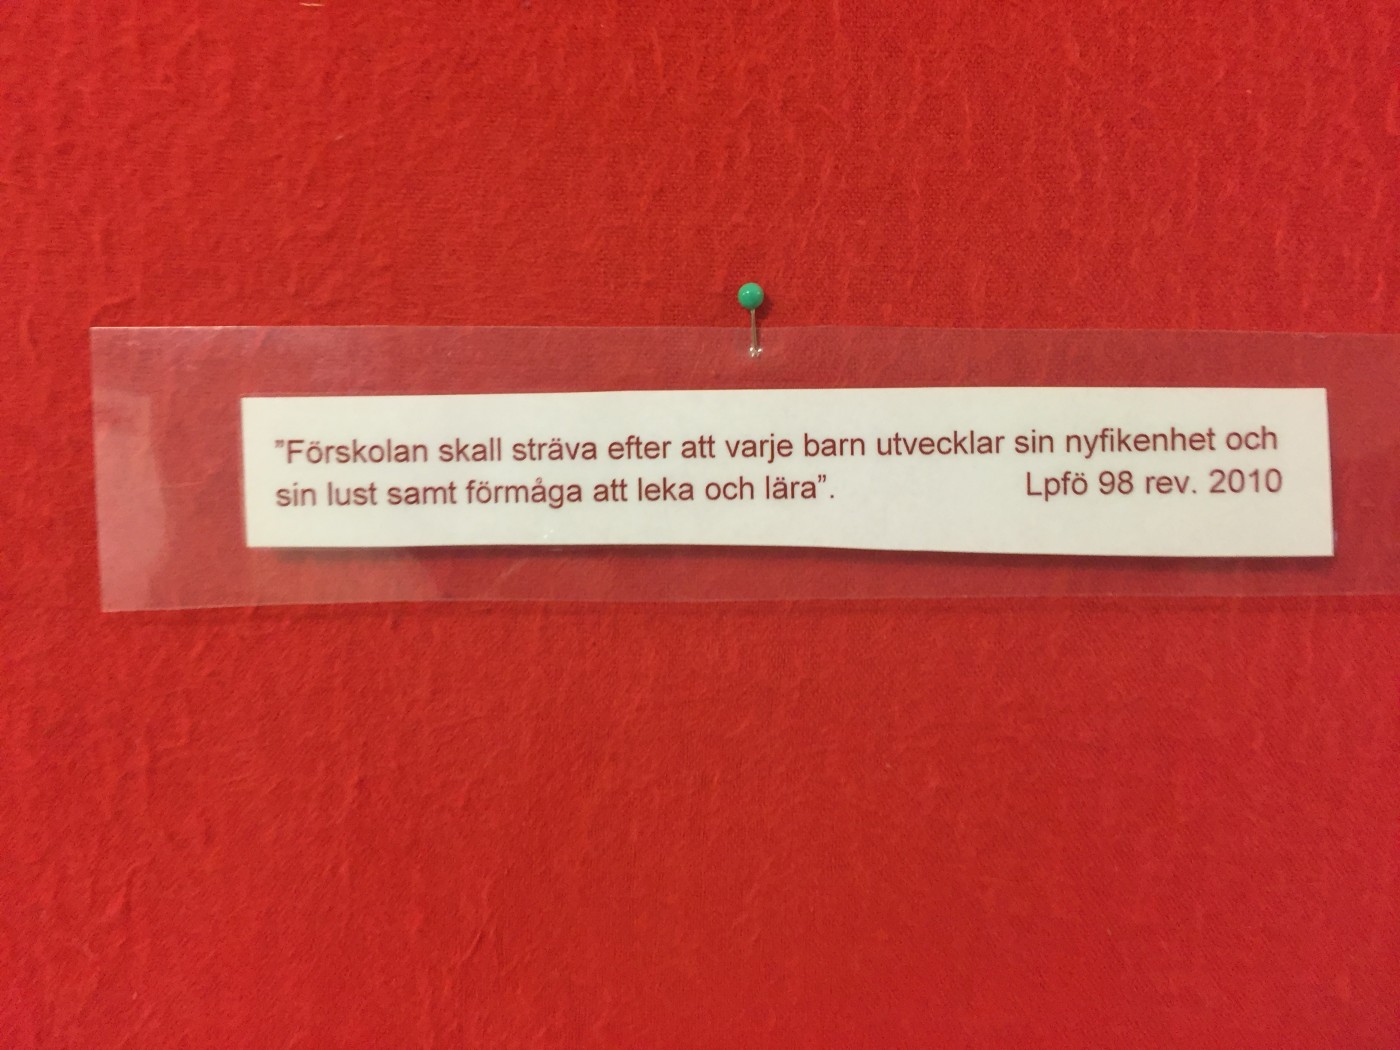 ”Förskolan skall sträva efter att varje barn utvecklar sin nyfikenhet och
sin lust samt förmåga att leka och lära”. Lpfö 98 rev. 2010